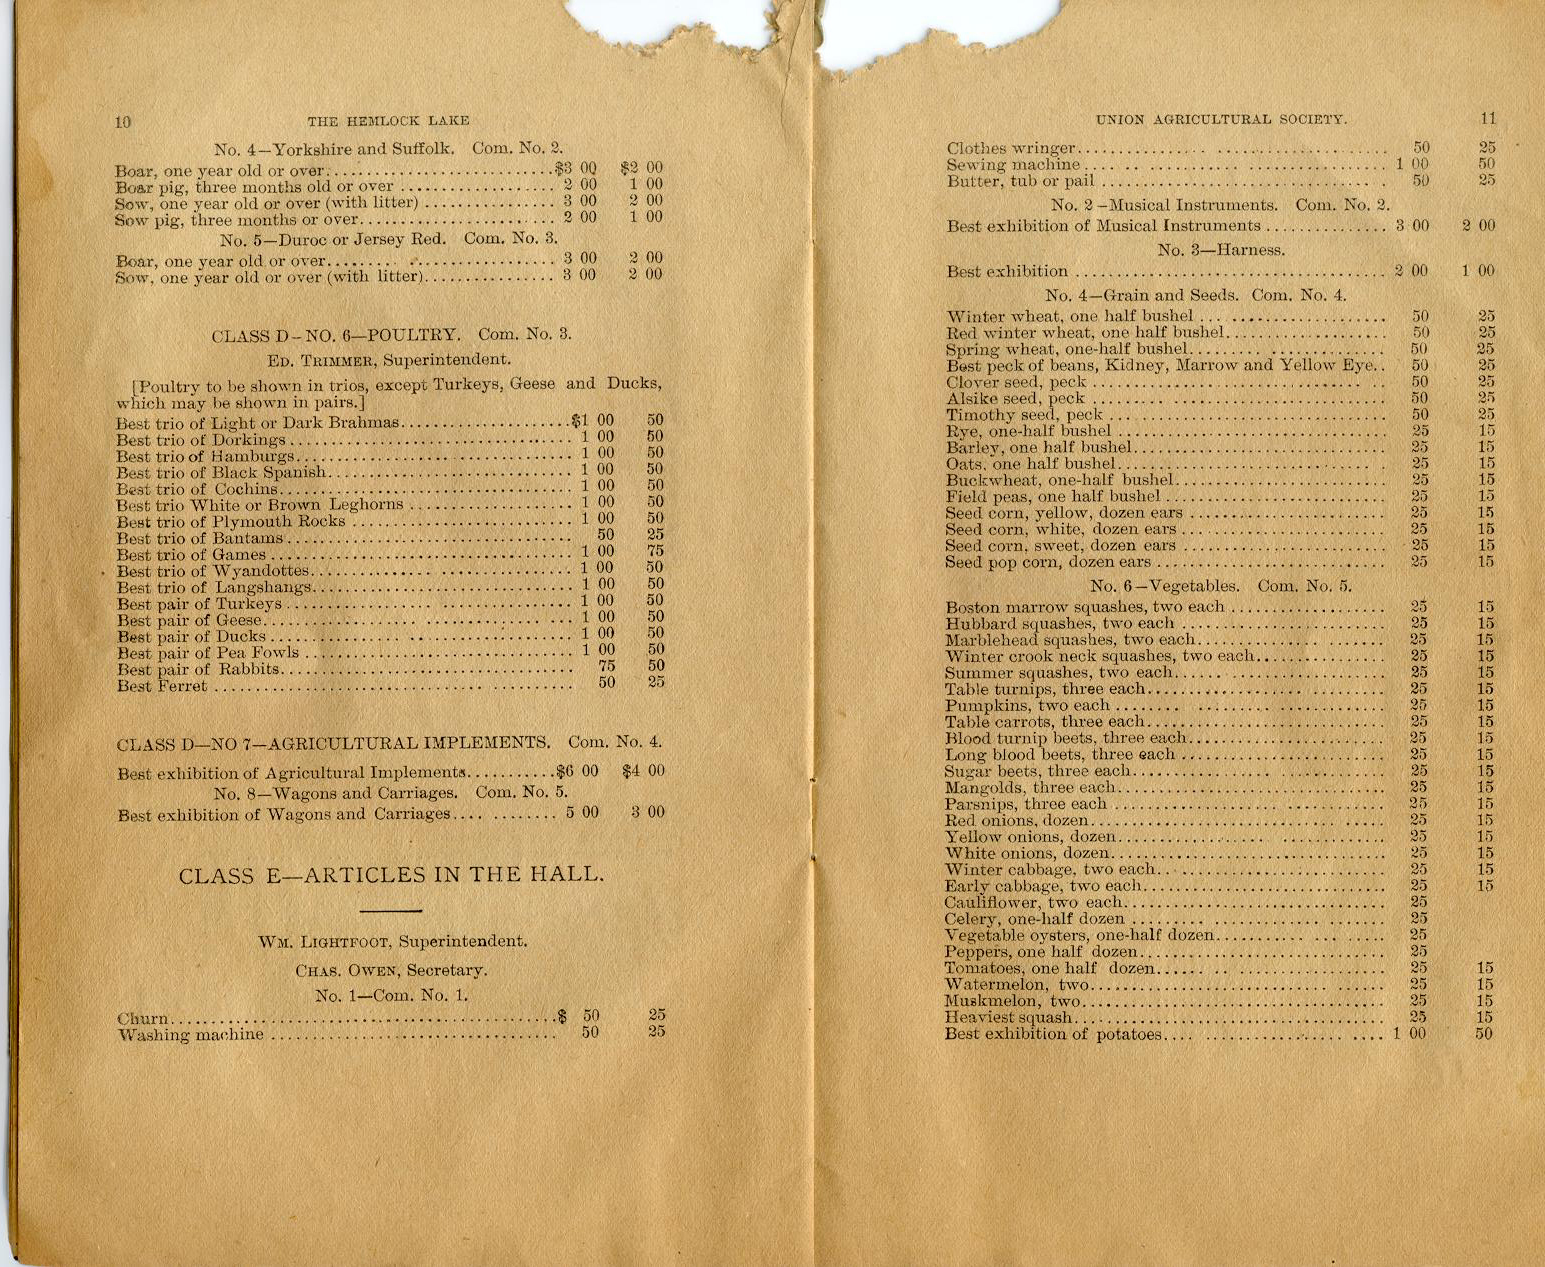 10 THE HEMLOCK LAKE
No. 4—Yorkshire and Suffolk. Com. No. 2.
Boar, one year old or over............................$3 00 $2 00
Boar pig, three months old or over ................... 2 00 1 00
Sow, one year old or over (with litter) ................ 3 00 2 00
Sow pig, three months or over........................ 2 00 1 00
No. 5—Duroc or Jersey Red. Com. No. 3.
Boar, one year old or over............................ 3 00 2 00
Sow, one year old or over (with litter)................ 3 00 2 00
CLASS D—NO. 6—POULTRY. Com. No. 3.
ED. TRIMMER, Superintendent.
[Poultry to be shown in trios, except Turkeys, Geese and Ducks,
which may be shown in pairs.]
Best trio of Light or Dark Brahmas.....................$1 00 50
Best trio of Dorkings .................................. 1 00 50
Best trio of Hamburgs.................................. 1 00 50
Best trio of Black Spanish.............................. 1 00 50
Best trio of Cochins.................................... 1 00 50
Best trio White or Brown Leghorns .................... 1 00 50
Best trio of Plymouth Rocks ........................... 1 00 50
Best trio of Bantams................................... 50 25
Best trio of Games ..................................... 1 00 75
Best trio of Wyandottes................................ 1 00 50
Best trio of Langshangs................................ 1 00 50
Best pair of Turkeys ................................... 1 00 50
Best pair of Geese...................................... 1 00 50
Best pair of Ducks ..................................... 1 00 50
Best pair of Pea Fowls ................................. 1 00 50
Best pair of Rabbits.................................... 75 50
Best Ferret ............................................ 50 25
CLASS D—NO 7—AGRICULTURAL IMPLEMENTS. Com. No. 4.
Best exhibition of Agricultural Implements...........$6 00 $4 00
No. 8—Wagons and Carriages. Com. No. 5.
Best exhibition of Wagons and Carriages.... ........ 5 00 3 00
CLASS E—ARTICLES IN THE HALL.
WM. LIGHTFOOT, Superintendent.
CHAS. OWEN, Secretary.
No. 1—Com. No. 1.
Churn...............................................$ 50 25
Washing machine ................................... 50 25
UNION AGRICULTURAL SOCIETY. 11
Clothes wringer...................................... 50 25
Sewing machine ..................................... 1 00 50
Butter, tub or pail ................................... 50 25
No. 2—Musical Instruments. Com. No. 2.
Best exhibition of Musical Instruments ............... 3 00 2 00
No. 3—Harness.
Best exhibition ...................................... 2 00 1 00
No. 4—Grain and Seeds. Com. No. 4.
Winter wheat, one half bushel ....................... 50 25
Red winter wheat, one half bushel.................... 50 25
Spring wheat, one-half bushel........................ 50 25
Best peck of beans, Kidney, Marrow and Yellow Eye.. 50 25
Clover seed, peck .................................... 50 25
Alsike seed, peck .................................... 50 25
Timothy seed, peck .................................. 50 25
Rye, one-half bushel ................................. 25 15
Barley, one half bushel............................... 25 15
Oats, one half bushel................................. 25 15
Buckwheat, one-half bushel.......................... 25 15
Field peas, one half bushel ........................... 25 15
Seed corn, yellow, dozen ears ........................ 25 15
Seed corn, white, dozen ears ......................... 25 15
Seed corn, sweet, dozen ears ......................... 25 15
Seed pop corn, dozen ears ............................ 25 15
No. 6—Vegetables. Com. No. 5.
Boston marrow squashes, two each ................... 25 15
Hubbard squashes, two each ......................... 25 15
Marblehead squashes, two each....................... 25 15
Winter crook neck squashes, two each................ 25 15
Summer squashes, two each.......................... 25 15
Table turnips, three each............................. 25 15
Pumpkins, two each ................................. 25 15
Table carrots, three each............................. 25 15
Blood turnip beets, three each........................ 25 15
Long blood beets, three each ......................... 25 15
Sugar beets, three each............................... 25 15
Mangolds, three each................................. 25 15
Parsnips, three each ................................. 25 15
Red onions, dozen.................................... 25 15
Yellow onions, dozen................................. 25 15
White onions, dozen.................................. 25 15
Winter cabbage, two each............................ 25 15
Early cabbage, two each.............................. 25 15
Cauliflower, two each................................ 25
Celery, one-half dozen ............................... 25
Vegetable oysters, one-half dozen..................... 25
Peppers, one half dozen.............................. 25
Tomatoes, one half dozen............................ 25 15
Watermelon, two.................................... 25 15
Muskmelon, two..................................... 25 15
Heaviest squash...................................... 25 15
Best exhibition of potatoes........................... 1 00 50